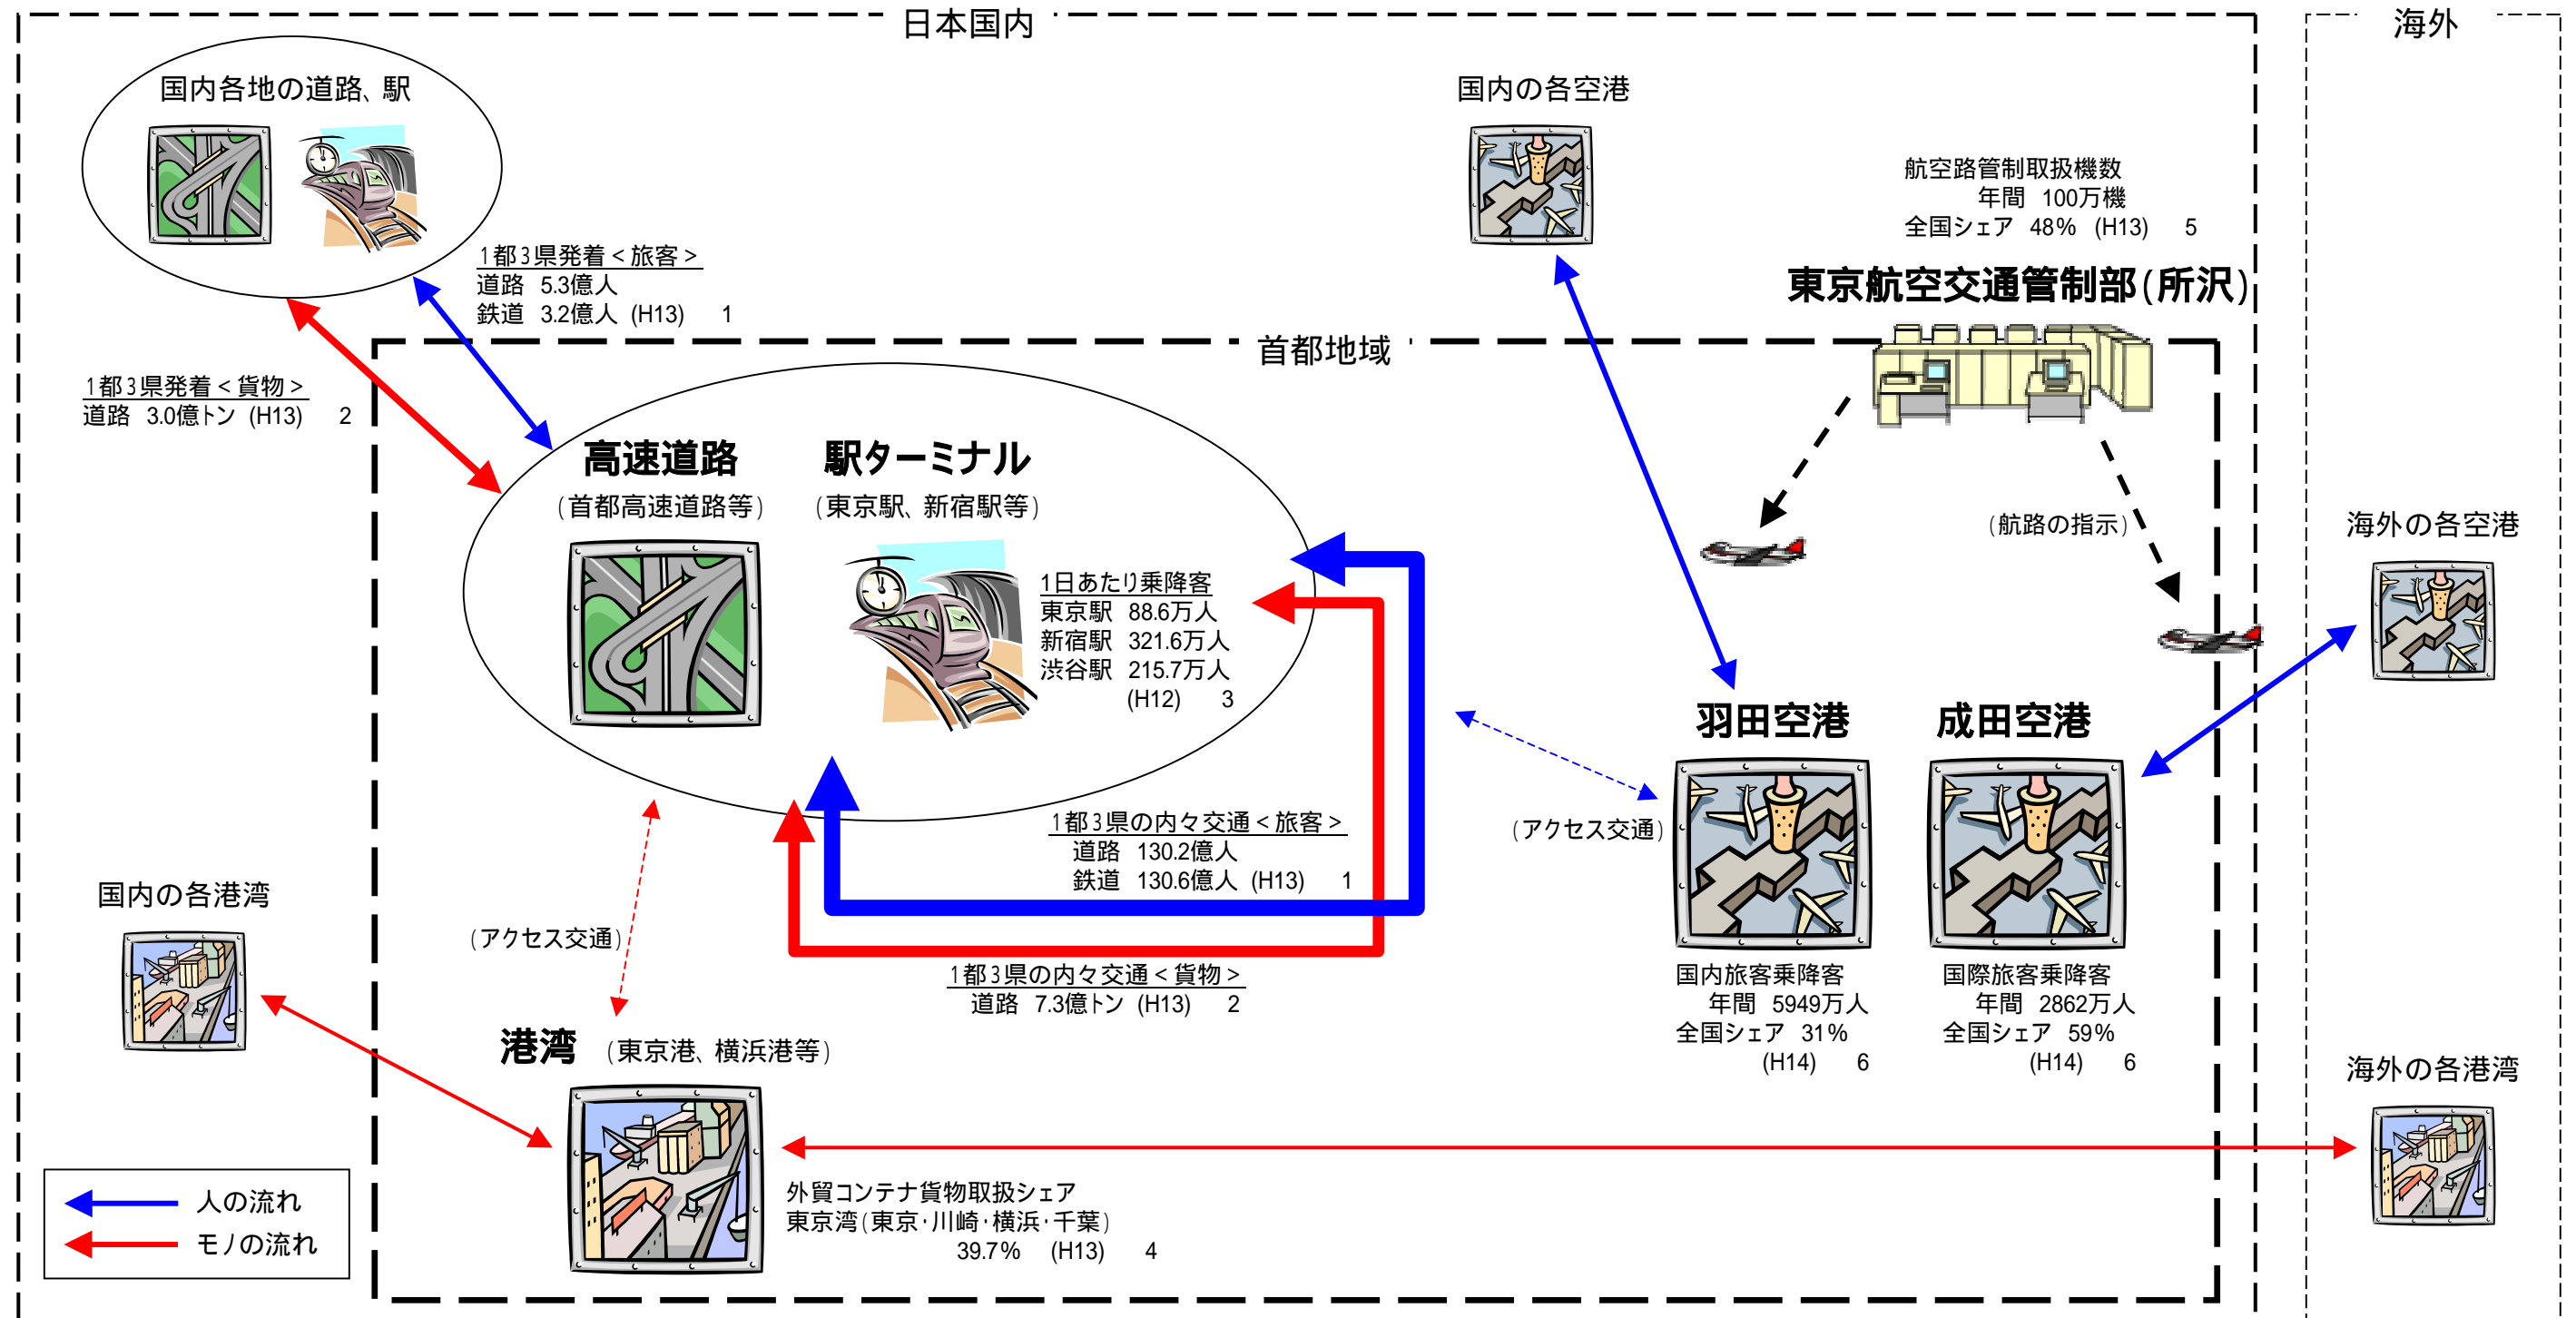 日本国内
海外
国内各地の道路、駅
国内の各空港
航空路管制取扱機数
年間 100万機
全国シェア 48% (H13) 5
東京航空交通管制部(所沢)
1都3県発着<旅客>
道路 5.3億人
鉄道 3.2億人 (H13) 1
首都地域
1都3県発着<貨物>
道路 3.0億トン (H13) 2
高速道路
(首都高速道路等)
駅ターミナル
(東京駅、新宿駅等)
1日あたり乗降客
東京駅 88.6万人
新宿駅 321.6万人
渋谷駅 215.7万人
(H12) 3
(航路の指示)
海外の各空港
羽田空港
成田空港
(アクセス交通)
1都3県の内々交通<旅客>
道路 130.2億人
鉄道 130.6億人 (H13) 1
国内の各港湾
(アクセス交通)
1都3県の内々交通<貨物>
道路 7.3億トン (H13) 2
国内旅客乗降客
年間 5949万人
全国シェア 31%
(H14) 6
国際旅客乗降客
年間 2862万人
全国シェア 59%
(H14) 6
港湾 (東京港、横浜港等)
海外の各港湾
外貿コンテナ貨物取扱シェア
東京湾(東京・川崎・横浜・千葉)
39.7% (H13) 4
人の流れ
モノの流れ